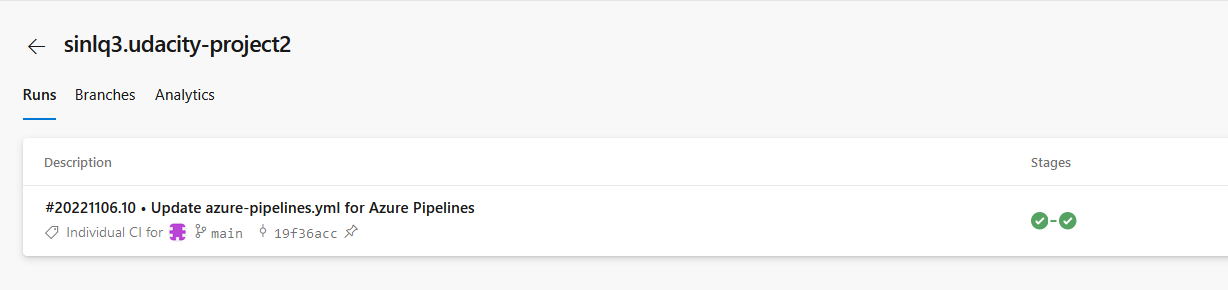 sinlq3.udacity-project2
Runs Branches Analytics
Description Stages
#20221106.10 • Update azure-pipelines.yml for Azure Pipelines
Individual CI for main 19f36acc